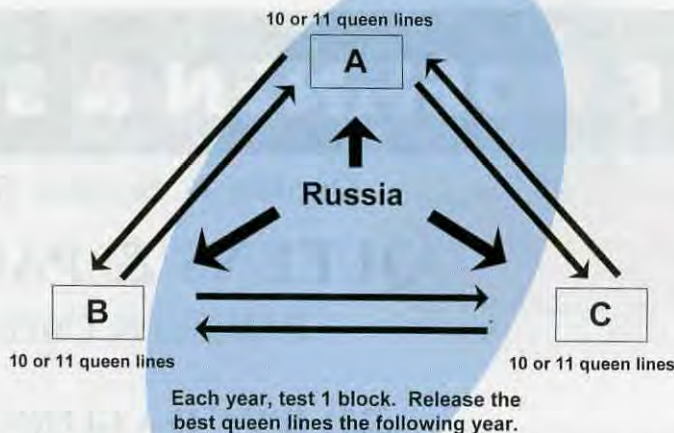 10 or 11 queen lines
A
Russia
B
C
10 or 11 queen lines
10 or 11 queen lines
Each year, test 1 block. Release the
best queen lines the following year.